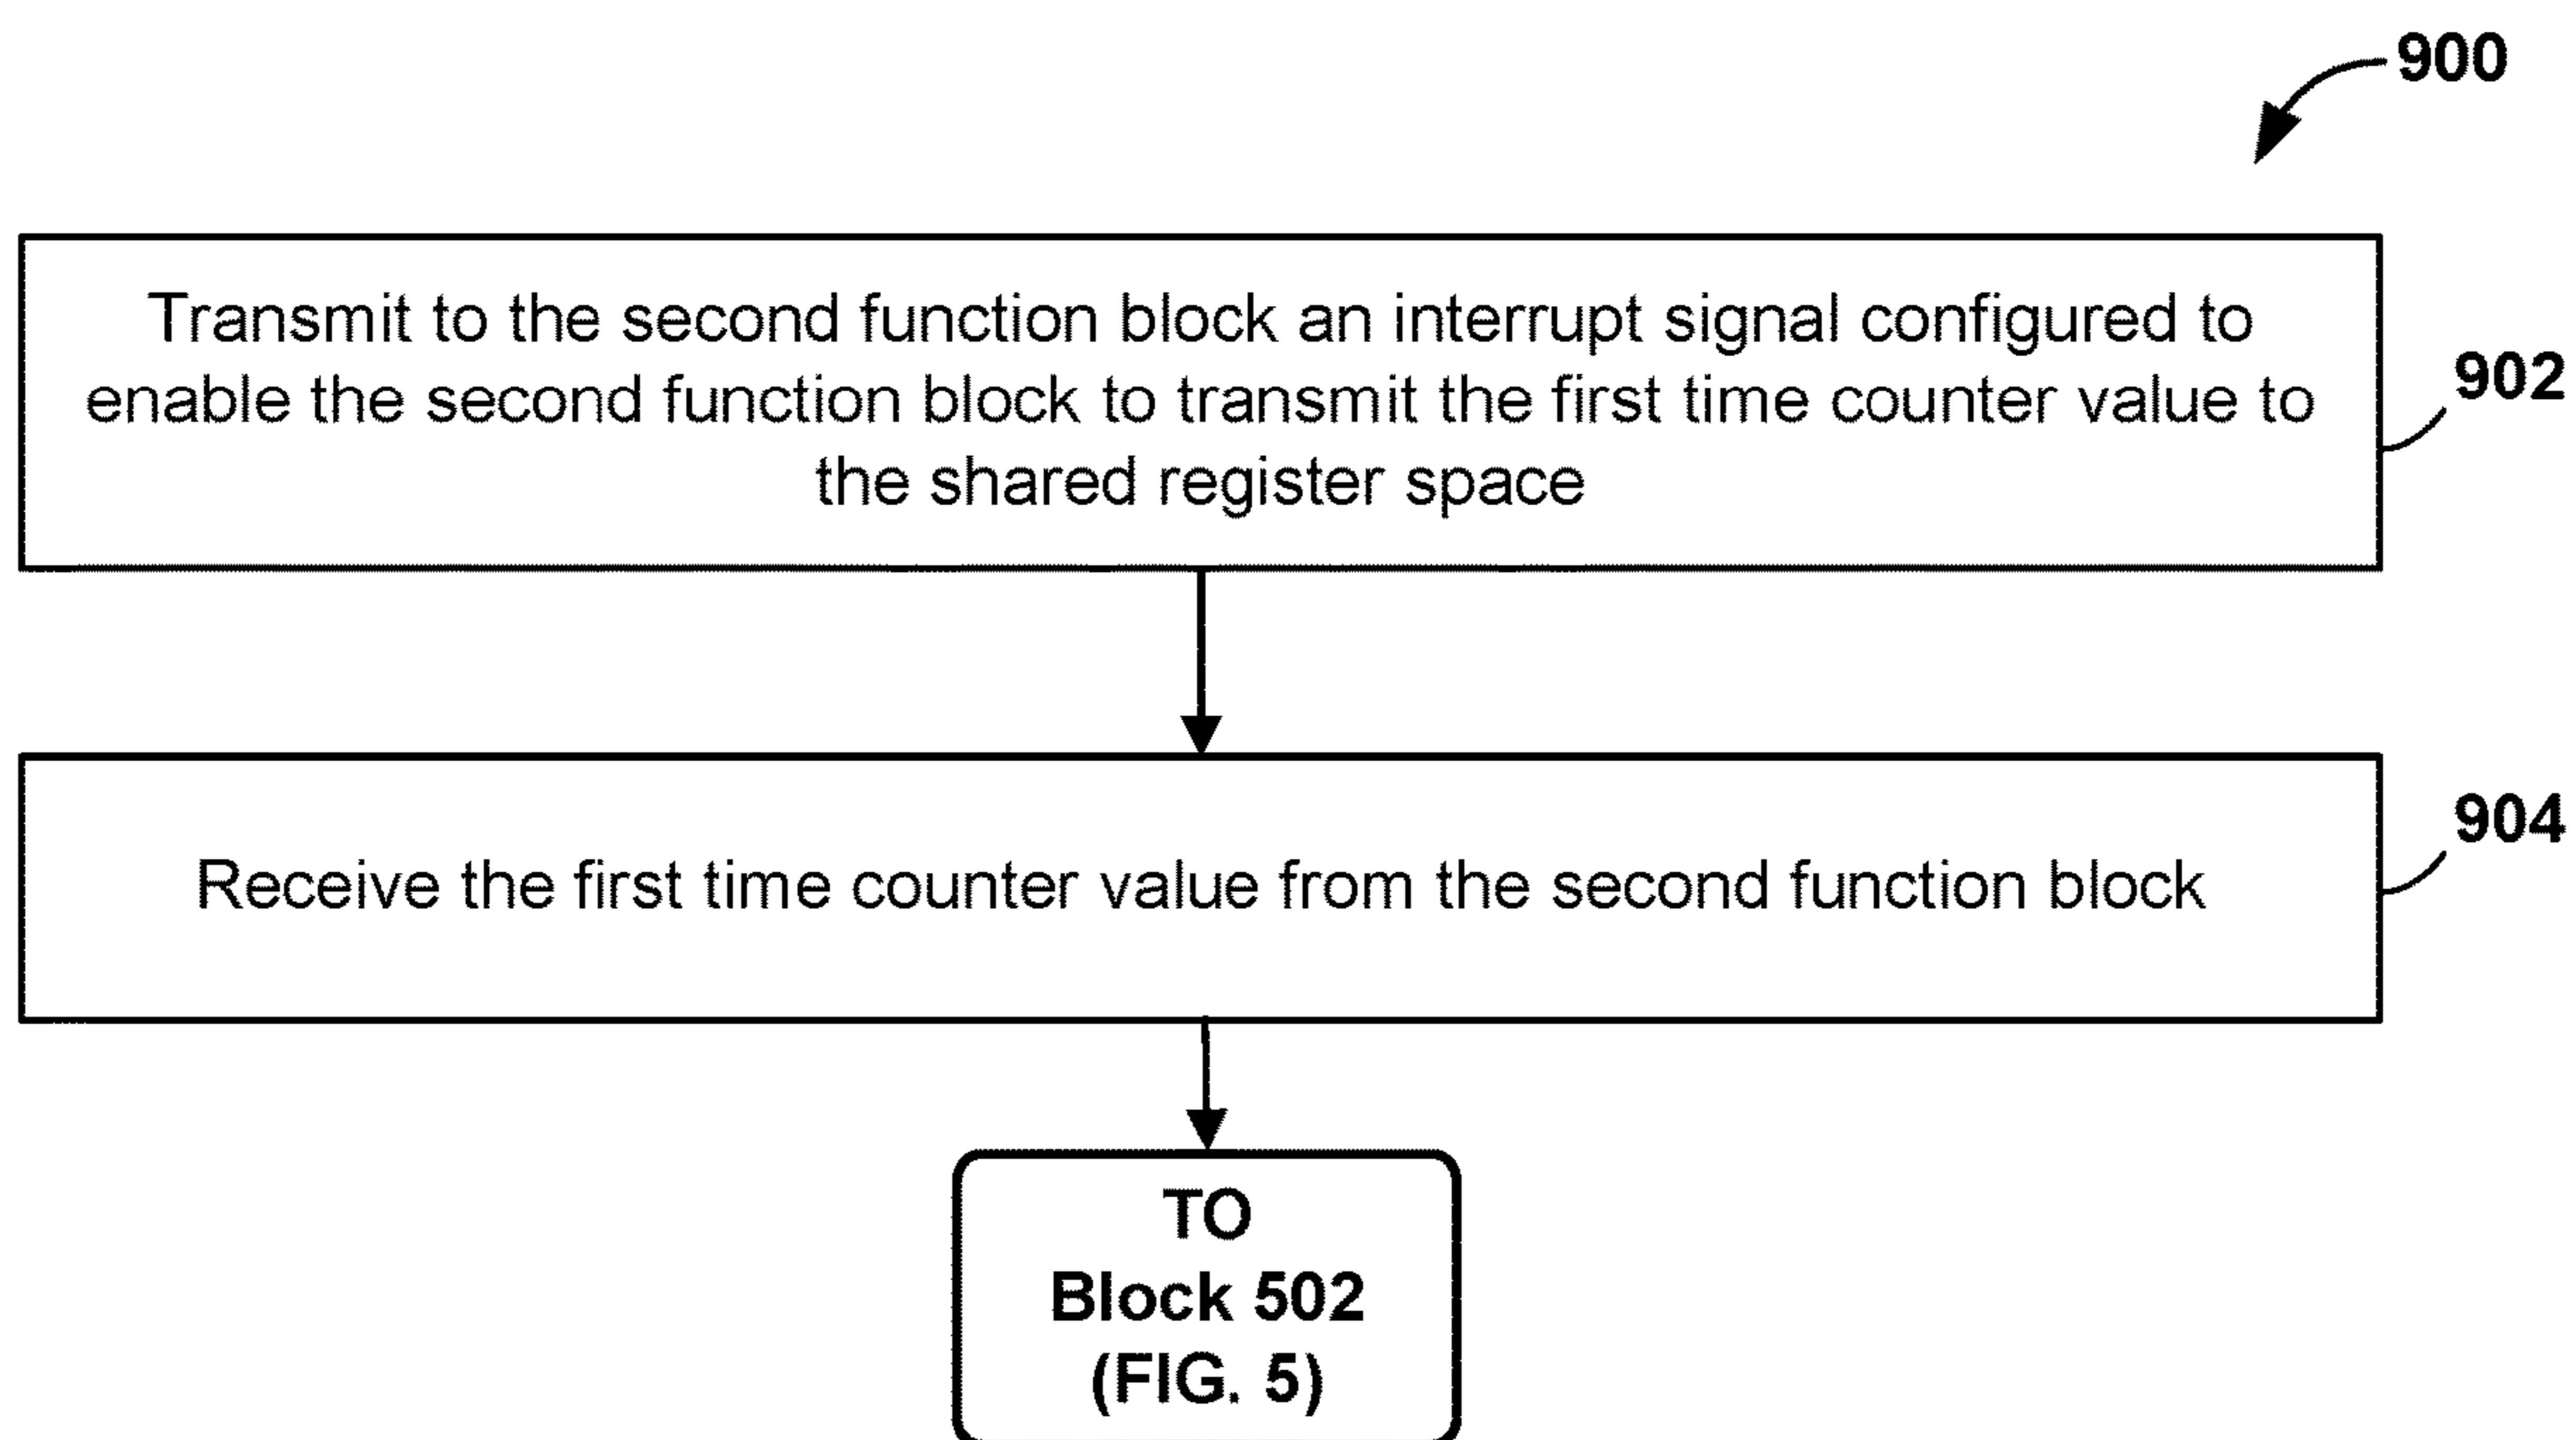 900
Transmit to the second function block an interrupt signal configured to
enable the second function block to transmit the first time counter value to
the shared register space
902
Receive the first time counter value from the second function block
904
TO
Block 502
(FIG. 5)